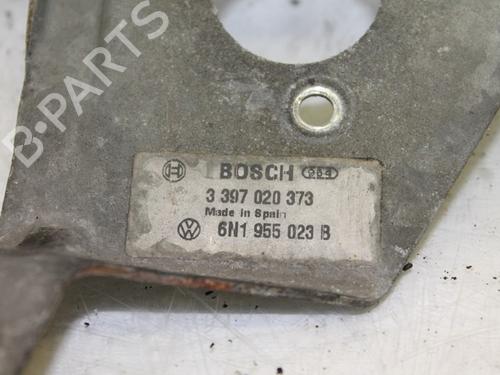 B-PARTS
BOSCH
3 397 020 373
Made in Spain
6N1 955 023 B